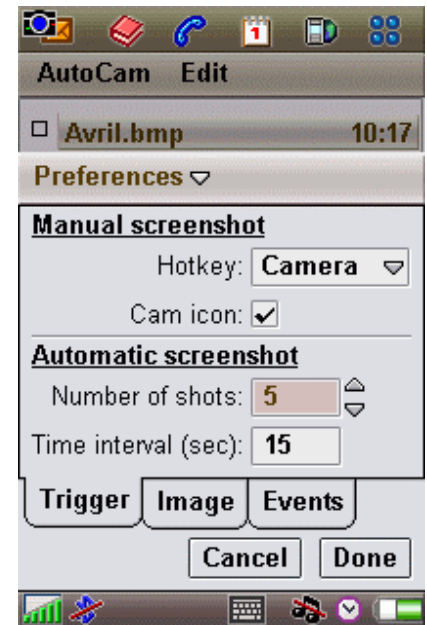 1
AutoCam Edit
Avril.bmp 10:17
Preferences
Manual screenshot
Hotkey: Camera
Cam icon:
Automatic screenshot
Number of shots: 5
Time interval (sec): 15
Trigger Image Events
Cancel Done